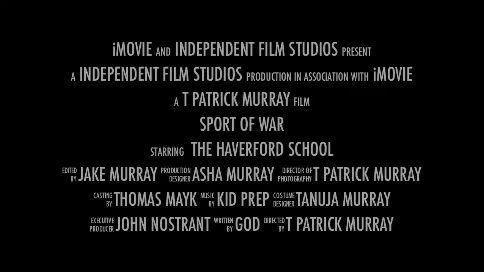 iMOVIE AND INDEPENDENT FILM STUDIOS PRESENT
A INDEPENDENT FILM STUDIOS PRODUCTION IN ASSOCIATION WITH iMOVIE
A T PATRICK MURRAY FILM
SPORT OF WAR
STARRING THE HAVERFORD SCHOOL
EDITED BY JAKE MURRAY PRODUCTION DESIGNER ASHA MURRAY DIRECTOR OF PHOTOGRAPHY T PATRICK MURRAY
CASTING BY THOMAS MAYK MUSIC BY KID PREP COSTUME DESIGNER TANUJA MURRAY
EXECUTIVE PRODUCER JOHN NOSTRANT WRITTEN BY GOD DIRECTED BY T PATRICK MURRAY